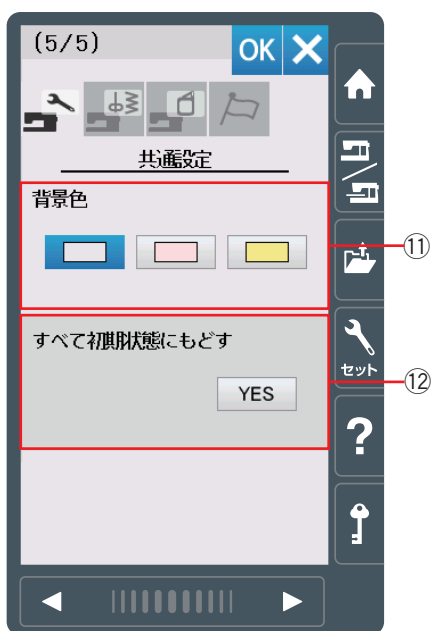 (5/5)
OK
共通設定
背景色
⑪
すべて初期状態にもどす
セット
YES
⑫
?